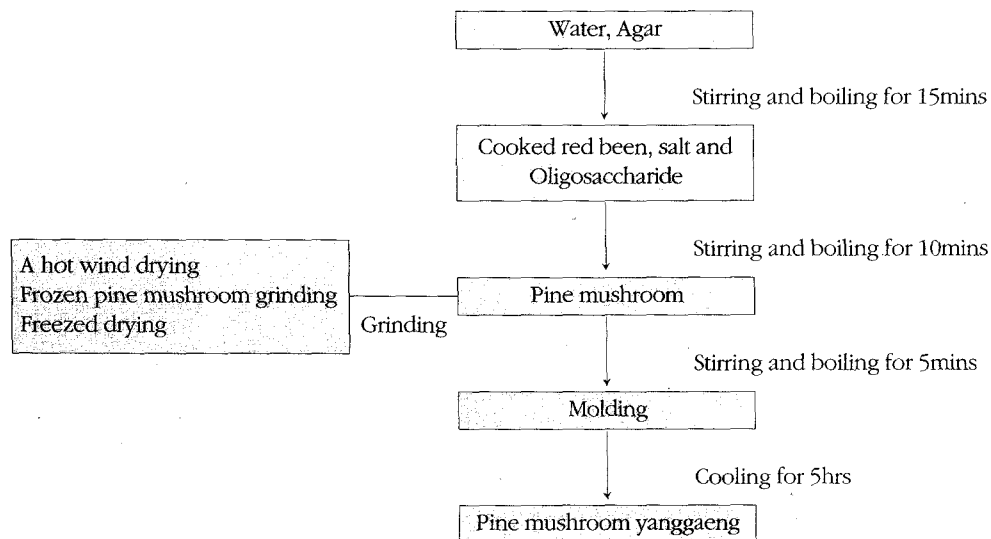 Water, Agar
Stirring and boiling for 15mins
Cooked red been, salt and
Oligosaccharide
Stirring and boiling for 10mins
A hot wind drying
Frozen pine mushroom grinding
Freezed drying
Grinding
Pine mushroom
Stirring and boiling for 5mins
Molding
Cooling for 5hrs
Pine mushroom yanggaeng